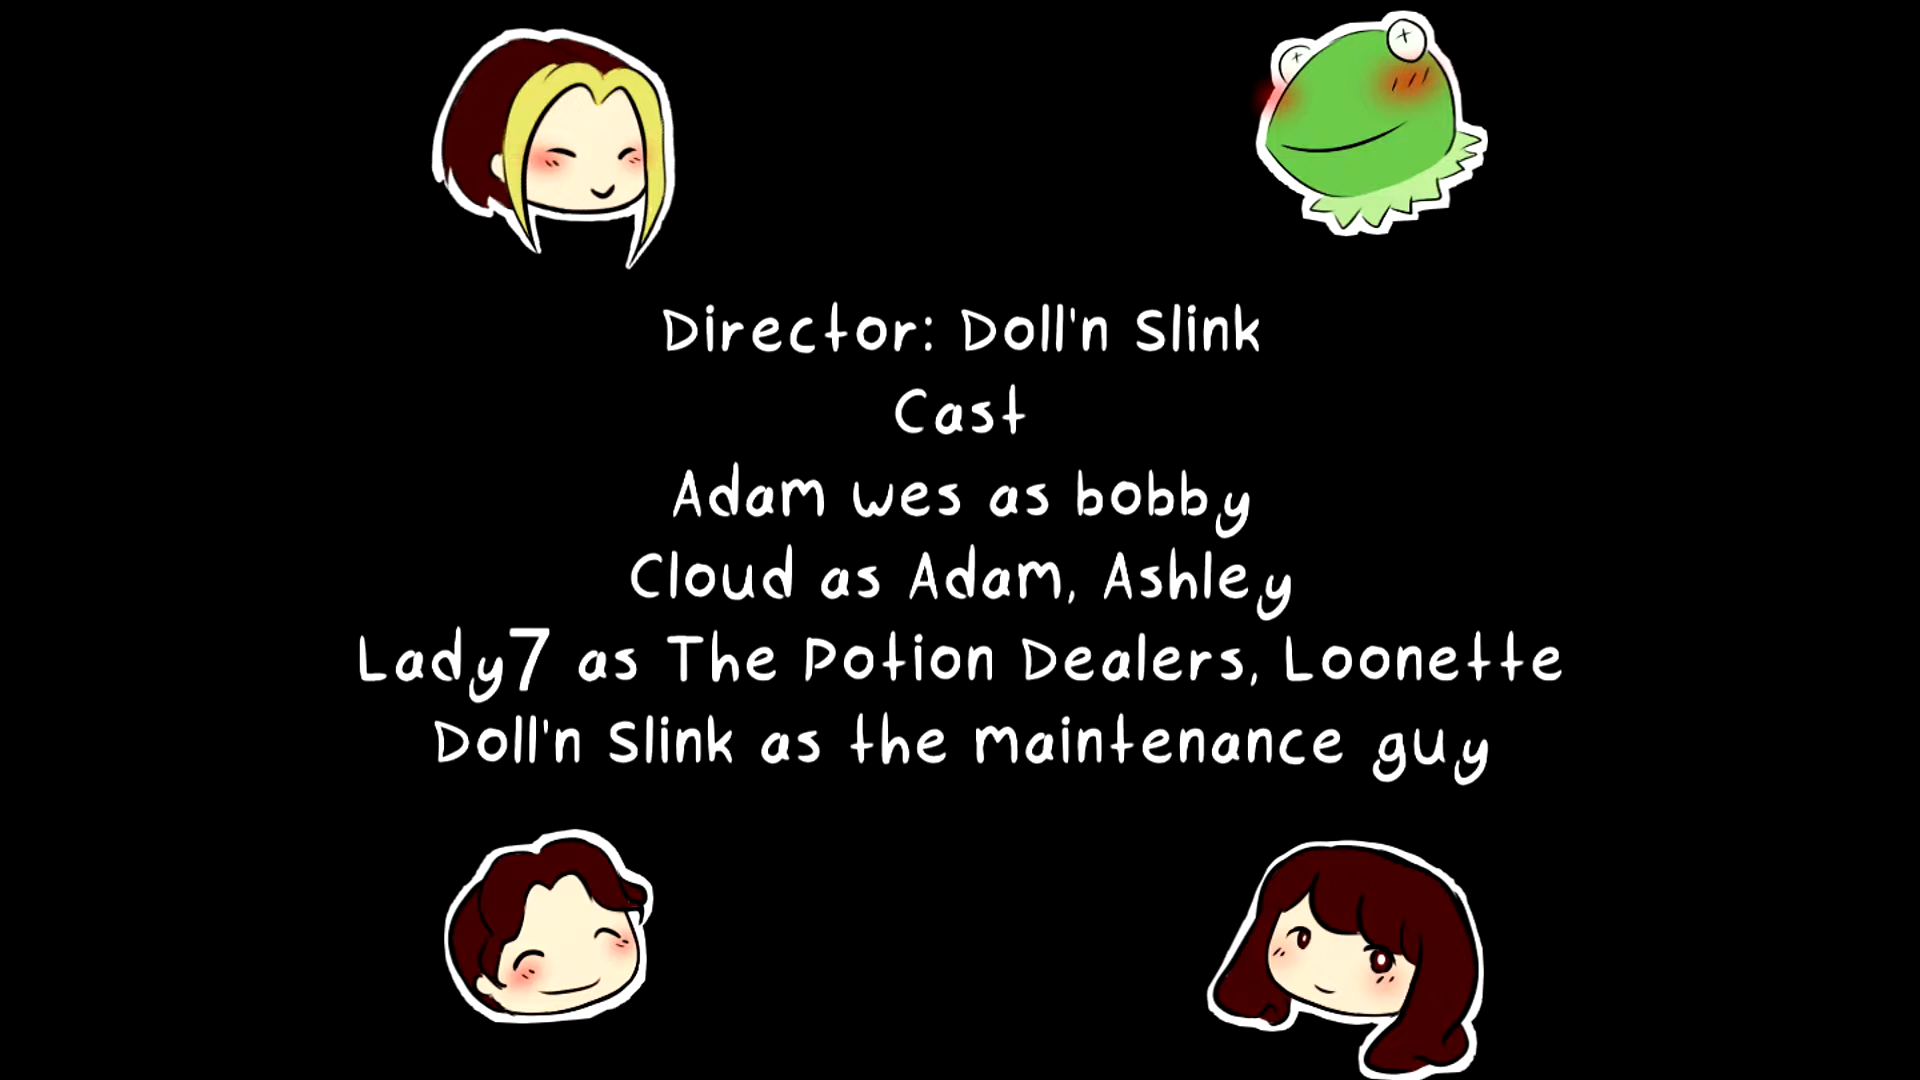 Director: Doll'n Slink
Cast
Adam wes as bobby
Cloud as Adam, Ashley
Lady7 as The Potion Dealers, Loonette
Doll'n Slink as the maintenance guy